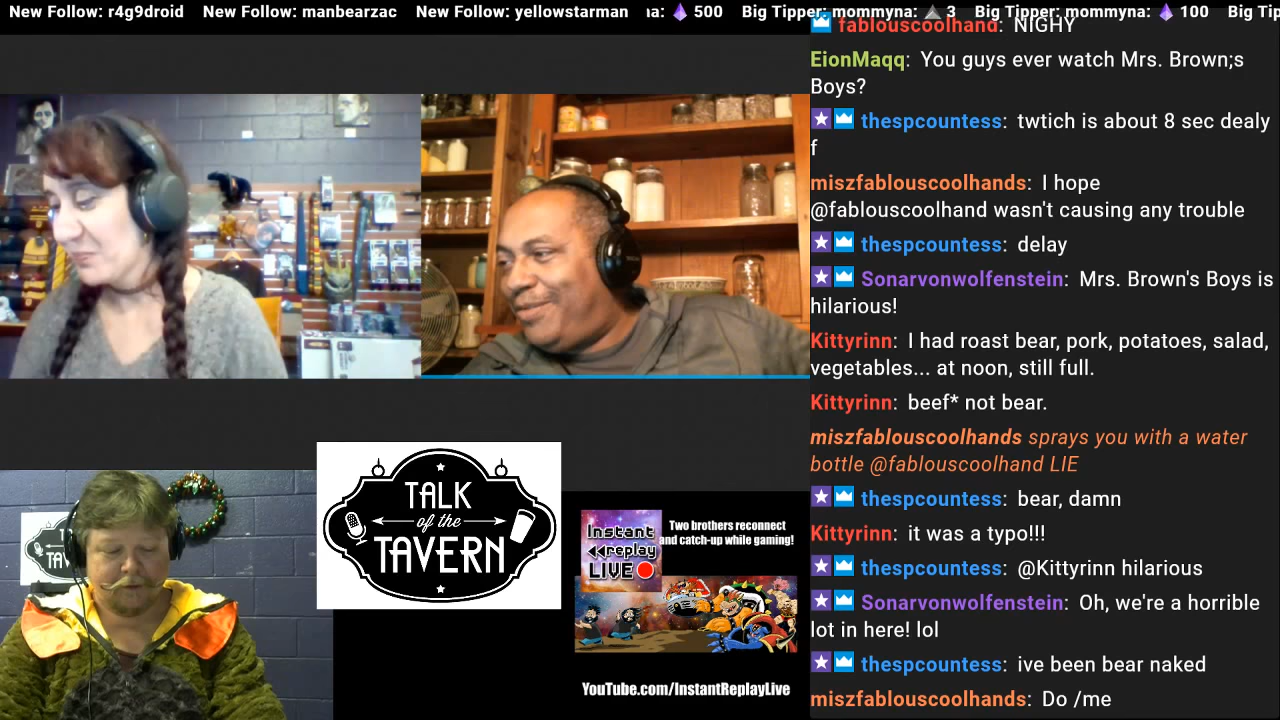 New Follow: r4g9droid New Follow: manbearzac New Follow: yellowstarman
na: 500 Big Tipper: mommyna: 3 Big Tipper: mommyna: 100 Big Tip
fablouscoolhand: NIGHY
EionMaqq: You guys ever watch Mrs. Brown;s
Boys?
thespcountess: twtich is about 8 sec dealy
f
miszfablouscoolhands: I hope
@fablouscoolhand wasn't causing any trouble
thespcountess: delay
Sonarvonwolfenstein: Mrs. Brown's Boys is
hilarious!
Kittyrinn: I had roast bear, pork, potatoes, salad,
vegetables... at noon, still full.
Kittyrinn: beef* not bear.
miszfablouscoolhands sprays you with a water
bottle @fablouscoolhand LIE
thespcountess: bear, damn
Kittyrinn: it was a typo!!!
thespcountess: @Kittyrinn hilarious
Sonarvonwolfenstein: Oh, we're a horrible
lot in here! lol
thespcountess: ive been bear naked
miszfablouscoolhands: Do /me
TALK
of the
TAVERN
Instant
replay
LIVE
Two brothers reconnect
and catch-up while gaming!
YouTube.com/InstantReplayLive